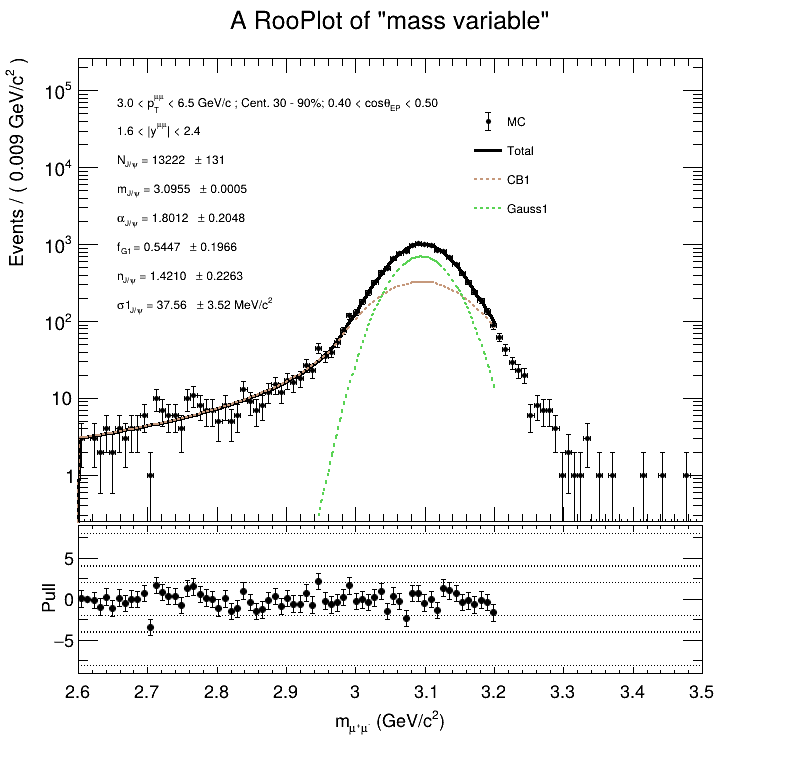 A RooPlot of "mass variable"
Events / ( 0.009 GeV/c² )
10⁵
10⁴
10³
10²
10
1
3.0 < p_T^μμ < 6.5 GeV/c ; Cent. 30 - 90%; 0.40 < cosθ_EP < 0.50
1.6 < |y^μμ| < 2.4
N_J/ψ = 13222 ± 131
m_J/ψ = 3.0955 ± 0.0005
α_J/ψ = 1.8012 ± 0.2048
f_G1 = 0.5447 ± 0.1966
n_J/ψ = 1.4210 ± 0.2263
σ1_J/ψ = 37.56 ± 3.52 MeV/c²
MC
Total
CB1
Gauss1
Pull
5
0
−5
2.6 2.7 2.8 2.9 3 3.1 3.2 3.3 3.4 3.5
m_μ⁺μ⁻ (GeV/c²)